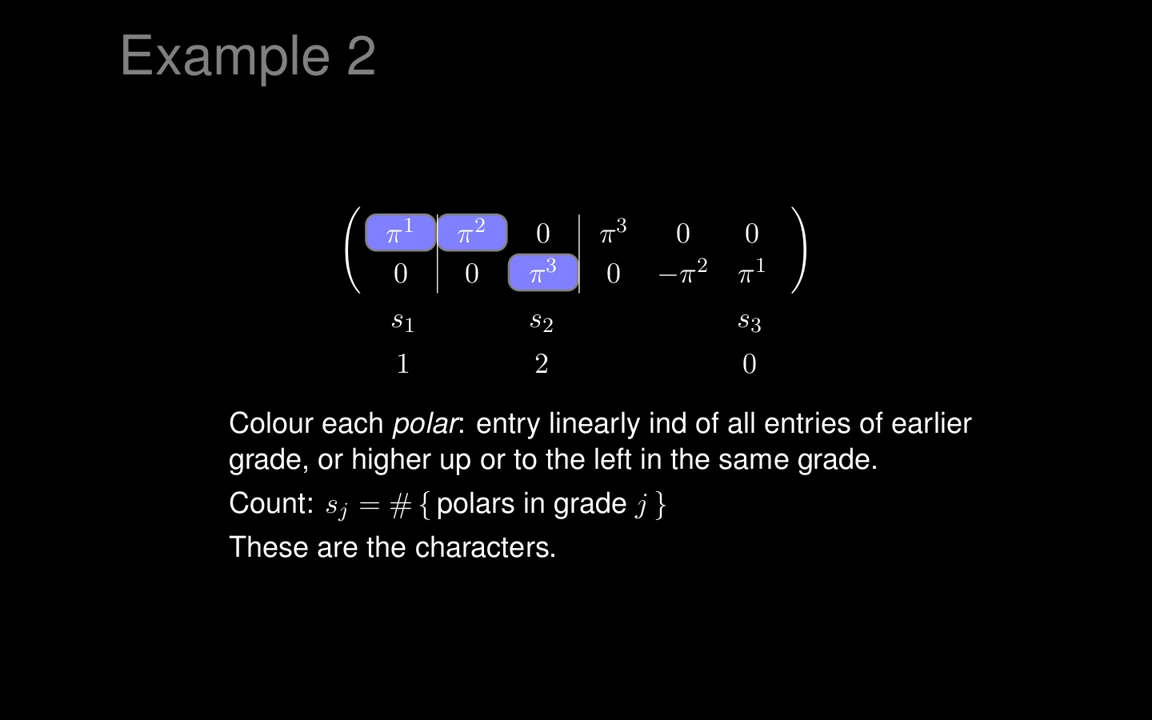 Example 2
π¹ π² 0 π³ 0 0
0 0 π³ 0 −π² π¹
s₁ s₂ s₃
1 2 0
Colour each polar: entry linearly ind of all entries of earlier
grade, or higher up or to the left in the same grade.
Count: sⱼ = # { polars in grade j }
These are the characters.